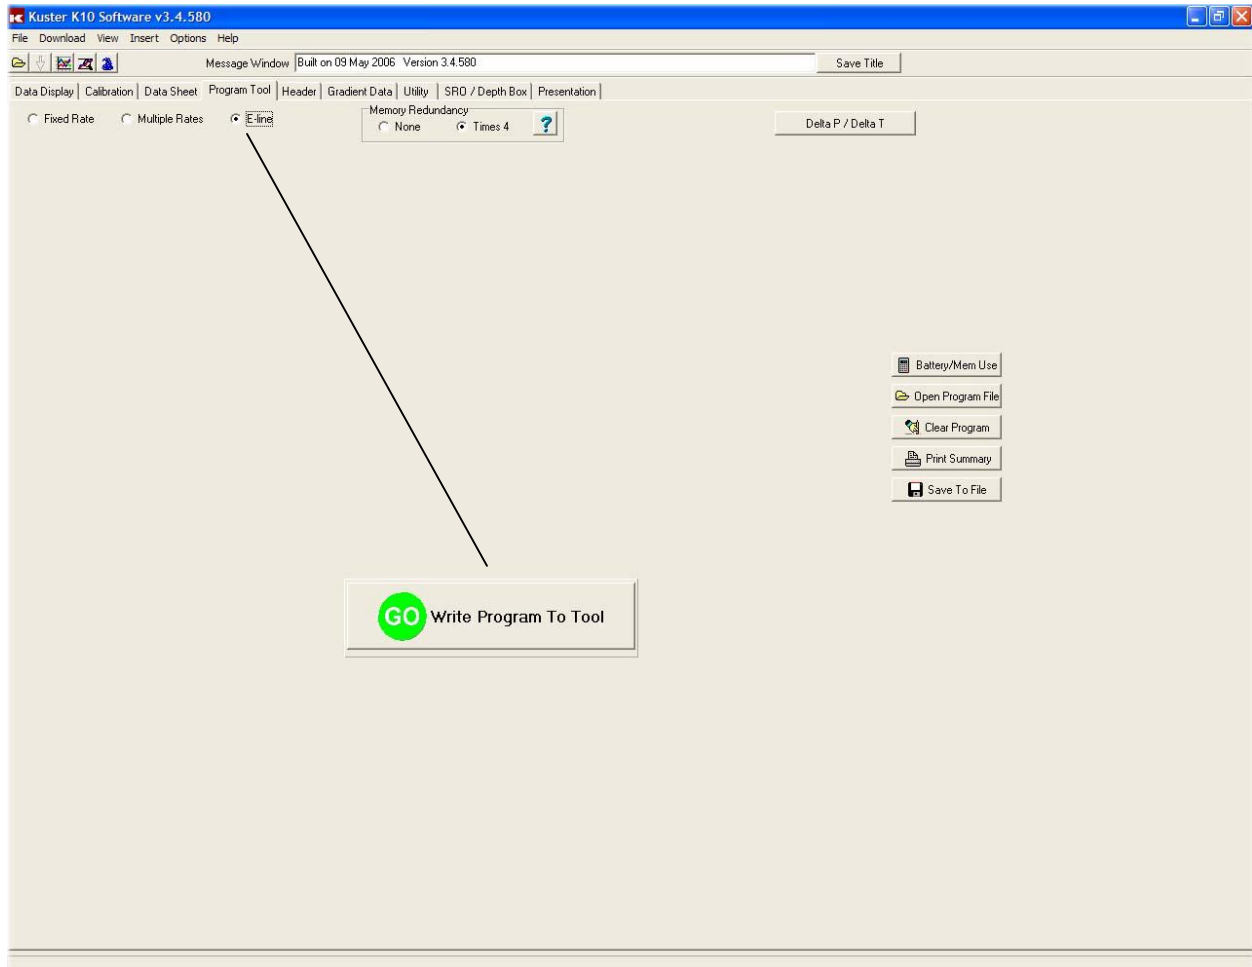 Kuster K10 Software v3.4.580
File Download View Insert Options Help
Message Window Built on 09 May 2006 Version 3.4.580 Save Title
Data Display Calibration Data Sheet Program Tool Header Gradient Data Utility SRO / Depth Box Presentation
Fixed Rate Multiple Rates E-line
Memory Redundancy
None Times 4 ?
Delta P / Delta T
Battery/Mem Use
Open Program File
Clear Program
Print Summary
Save To File
GO Write Program To Tool